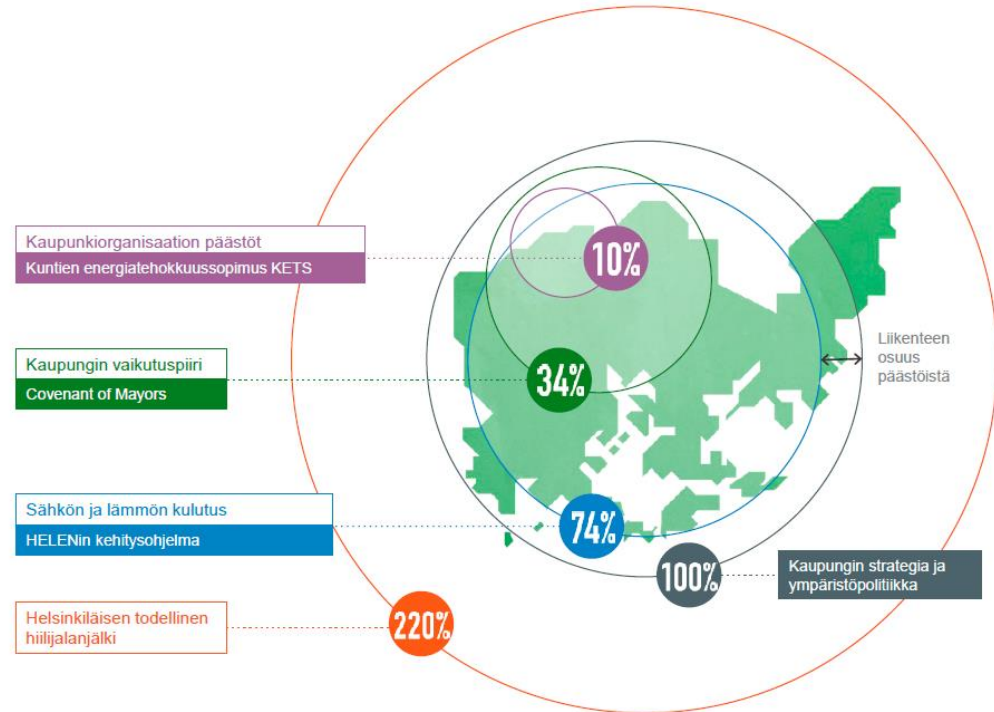 Kaupunkiorganisaation päästöt
Kuntien energiatehokkuussopimus KETS
10%
Kaupungin vaikutuspiiri
Covenant of Mayors
34%
Liikenteen
osuus
päästöistä
Sähkön ja lämmön kulutus
HELENin kehitysohjelma
74%
100%
Kaupungin strategia ja
ympäristöpolitiikka
Helsinkiläisen todellinen
hiilijalanjälki
220%